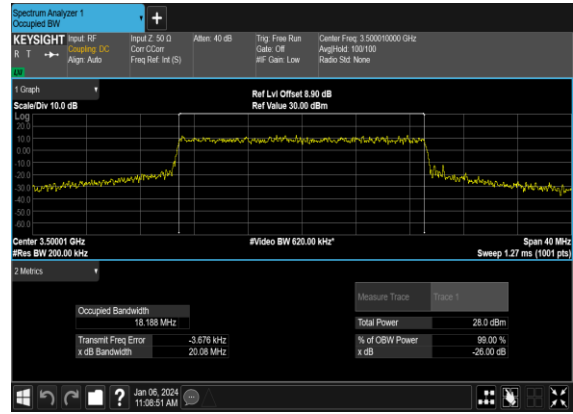 Spectrum Analyzer 1
Occupied BW
+
KEYSIGHT Input: RF Input Z: 50 Ω Atten: 40 dB Trig: Free Run Center Freq: 3.500010000 GHz
R T Coupling: DC Corr CCorr Gate: Off Avg|Hold: 100/100
Align: Auto Freq Ref: Int (S) #IF Gain: Low Radio Std: None
LW
1 Graph
Ref Lvl Offset 8.90 dB
Scale/Div 10.0 dB Ref Value 30.00 dBm
Log
20.0
10.0
0.00
-10.0
-20.0
-30.0
-40.0
-50.0
-60.0
Center 3.50001 GHz #Video BW 620.00 kHz* Span 40 MHz
#Res BW 200.00 kHz Sweep 1.27 ms (1001 pts)
2 Metrics
Measure Trace Trace 1
Occupied Bandwidth
18.188 MHz Total Power 28.0 dBm
Transmit Freq Error -3.676 kHz % of OBW Power 99.00 %
x dB Bandwidth 20.08 MHz x dB -26.00 dB
? Jan 06, 2024
11:08:51 AM